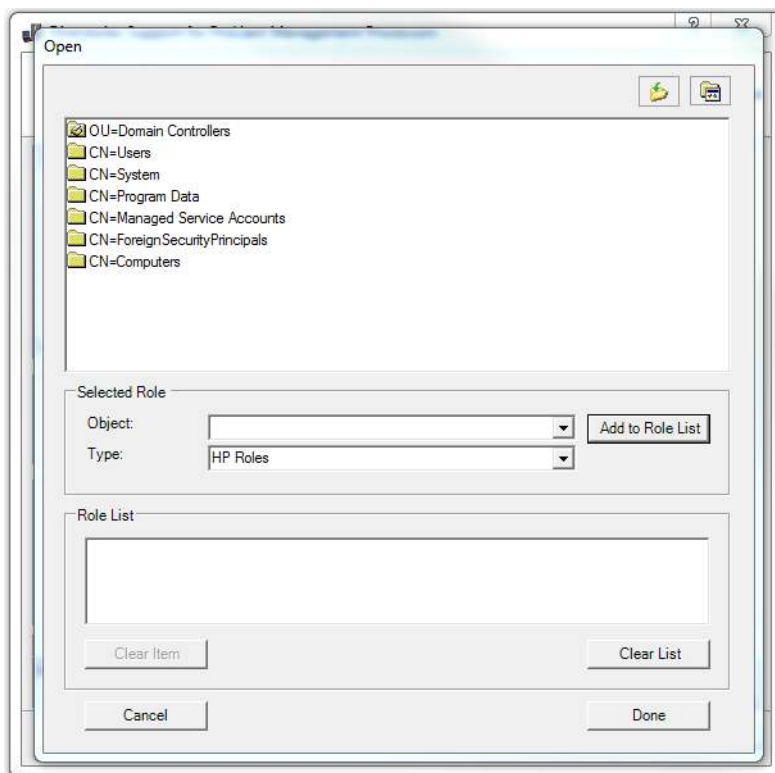 Open
OU=Domain Controllers
CN=Users
CN=System
CN=Program Data
CN=Managed Service Accounts
CN=ForeignSecurityPrincipals
CN=Computers
Selected Role
Object:
Add to Role List
Type:
HP Roles
Role List
Clear Item
Clear List
Cancel
Done